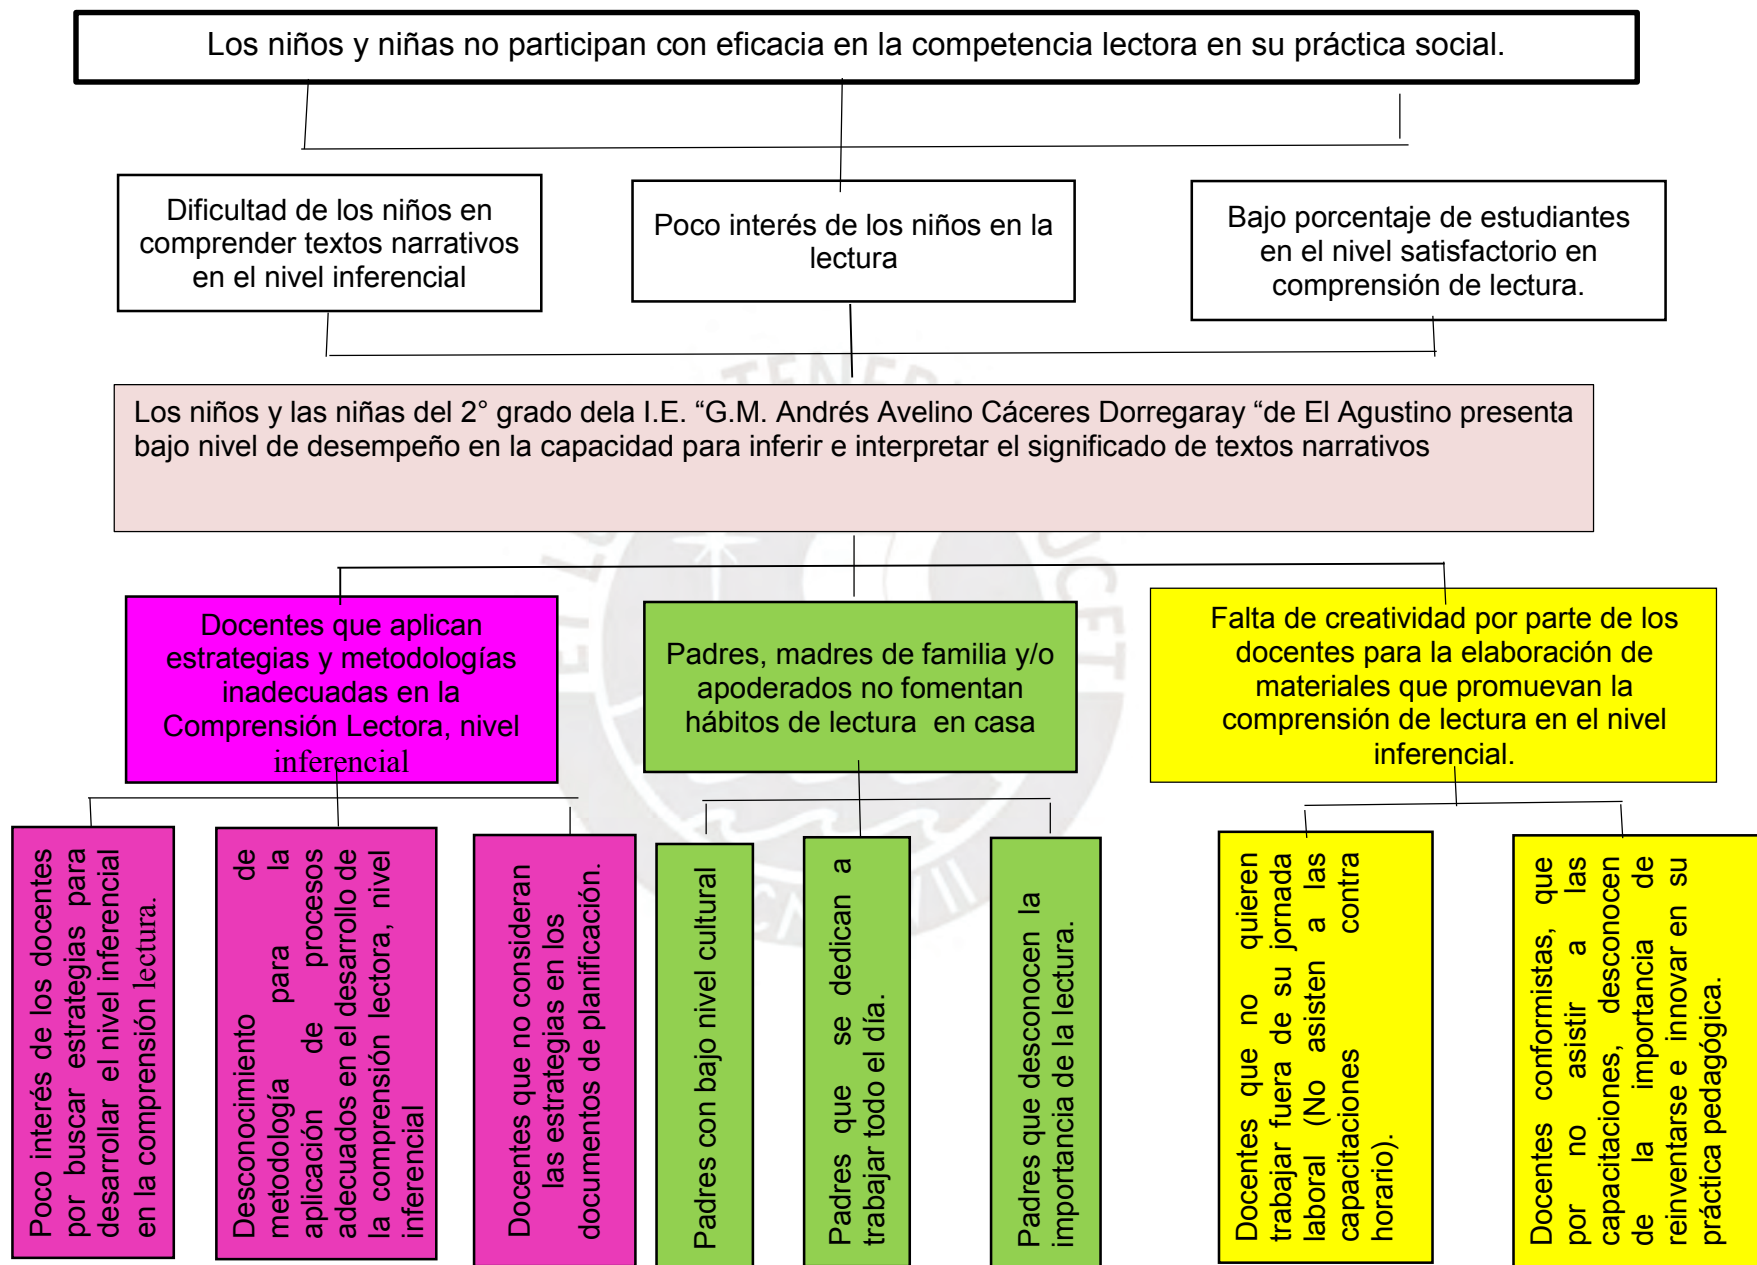 Los niños y niñas no participan con eficacia en la competencia lectora en su práctica social.
Dificultad de los niños en
comprender textos narrativos
en el nivel inferencial
Poco interés de los niños en la
lectura
Bajo porcentaje de estudiantes
en el nivel satisfactorio en
comprensión de lectura.
Los niños y las niñas del 2° grado dela I.E. “G.M. Andrés Avelino Cáceres Dorregaray “de El Agustino presenta
bajo nivel de desempeño en la capacidad para inferir e interpretar el significado de textos narrativos
Docentes que aplican
estrategias y metodologías
inadecuadas en la
Comprensión Lectora, nivel
inferencial
Padres, madres de familia y/o
apoderados no fomentan
hábitos de lectura en casa
Falta de creatividad por parte de los
docentes para la elaboración de
materiales que promuevan la
comprensión de lectura en el nivel
inferencial.
Poco interés de los docentes
por buscar estrategias para
desarrollar el nivel inferencial
en la comprensión lectura.
Desconocimiento de
metodología para la
aplicación de procesos
adecuados en el desarrollo de
la comprensión lectora, nivel
inferencial
Docentes que no consideran
las estrategias en los
documentos de planificación.
Padres con bajo nivel cultural
Padres que se dedican a
trabajar todo el día.
Padres que desconocen la
importancia de la lectura.
Docentes que no quieren
trabajar fuera de su jornada
laboral (No asisten a las
capacitaciones contra
horario).
Docentes conformistas, que
por no asistir a las
capacitaciones, desconocen
de la importancia de
reinventarse e innovar en su
práctica pedagógica.